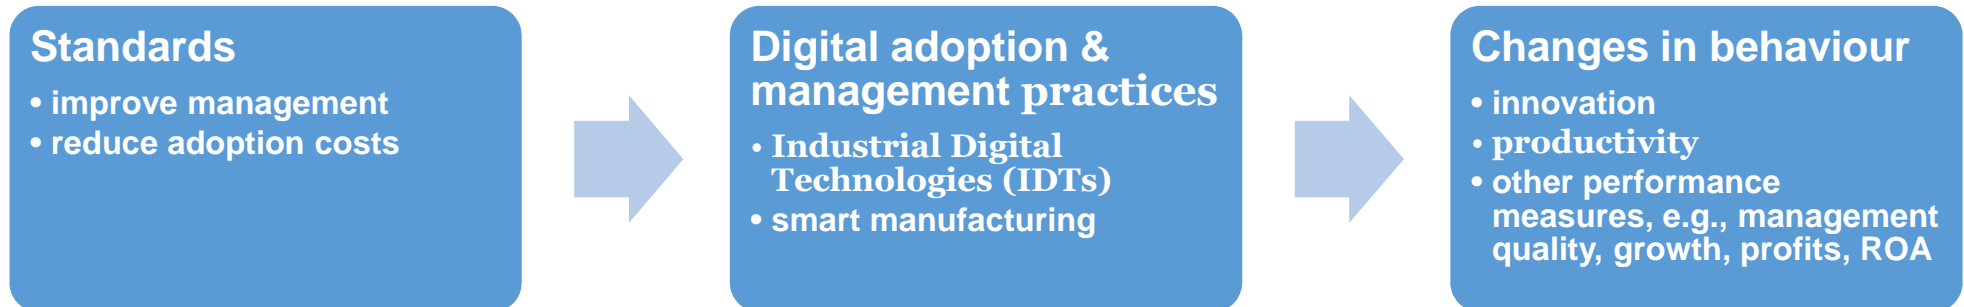 Standards
• improve management
• reduce adoption costs
Digital adoption &
management practices
• Industrial Digital
Technologies (IDTs)
• smart manufacturing
Changes in behaviour
• innovation
• productivity
• other performance
measures, e.g., management
quality, growth, profits, ROA